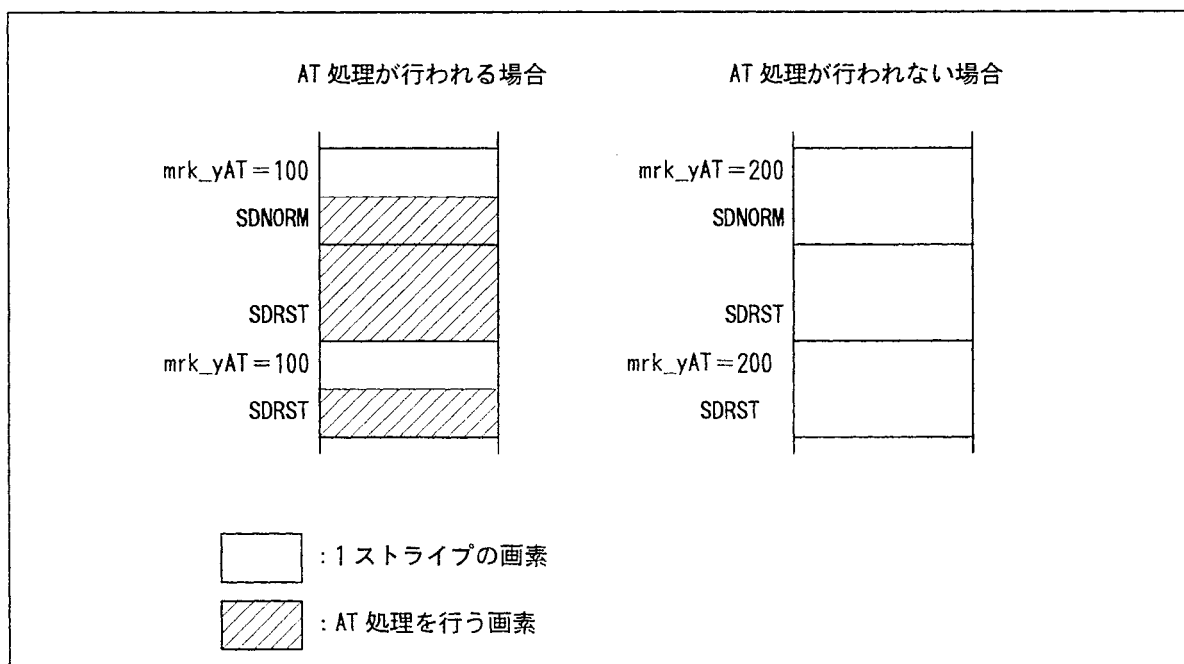 AT 処理が行われる場合
mrk_yAT=100
SDNORM
SDRST
mrk_yAT=100
SDRST
AT 処理が行われない場合
mrk_yAT=200
SDNORM
SDRST
mrk_yAT=200
SDRST
:1ストライプの画素
:AT 処理を行う画素